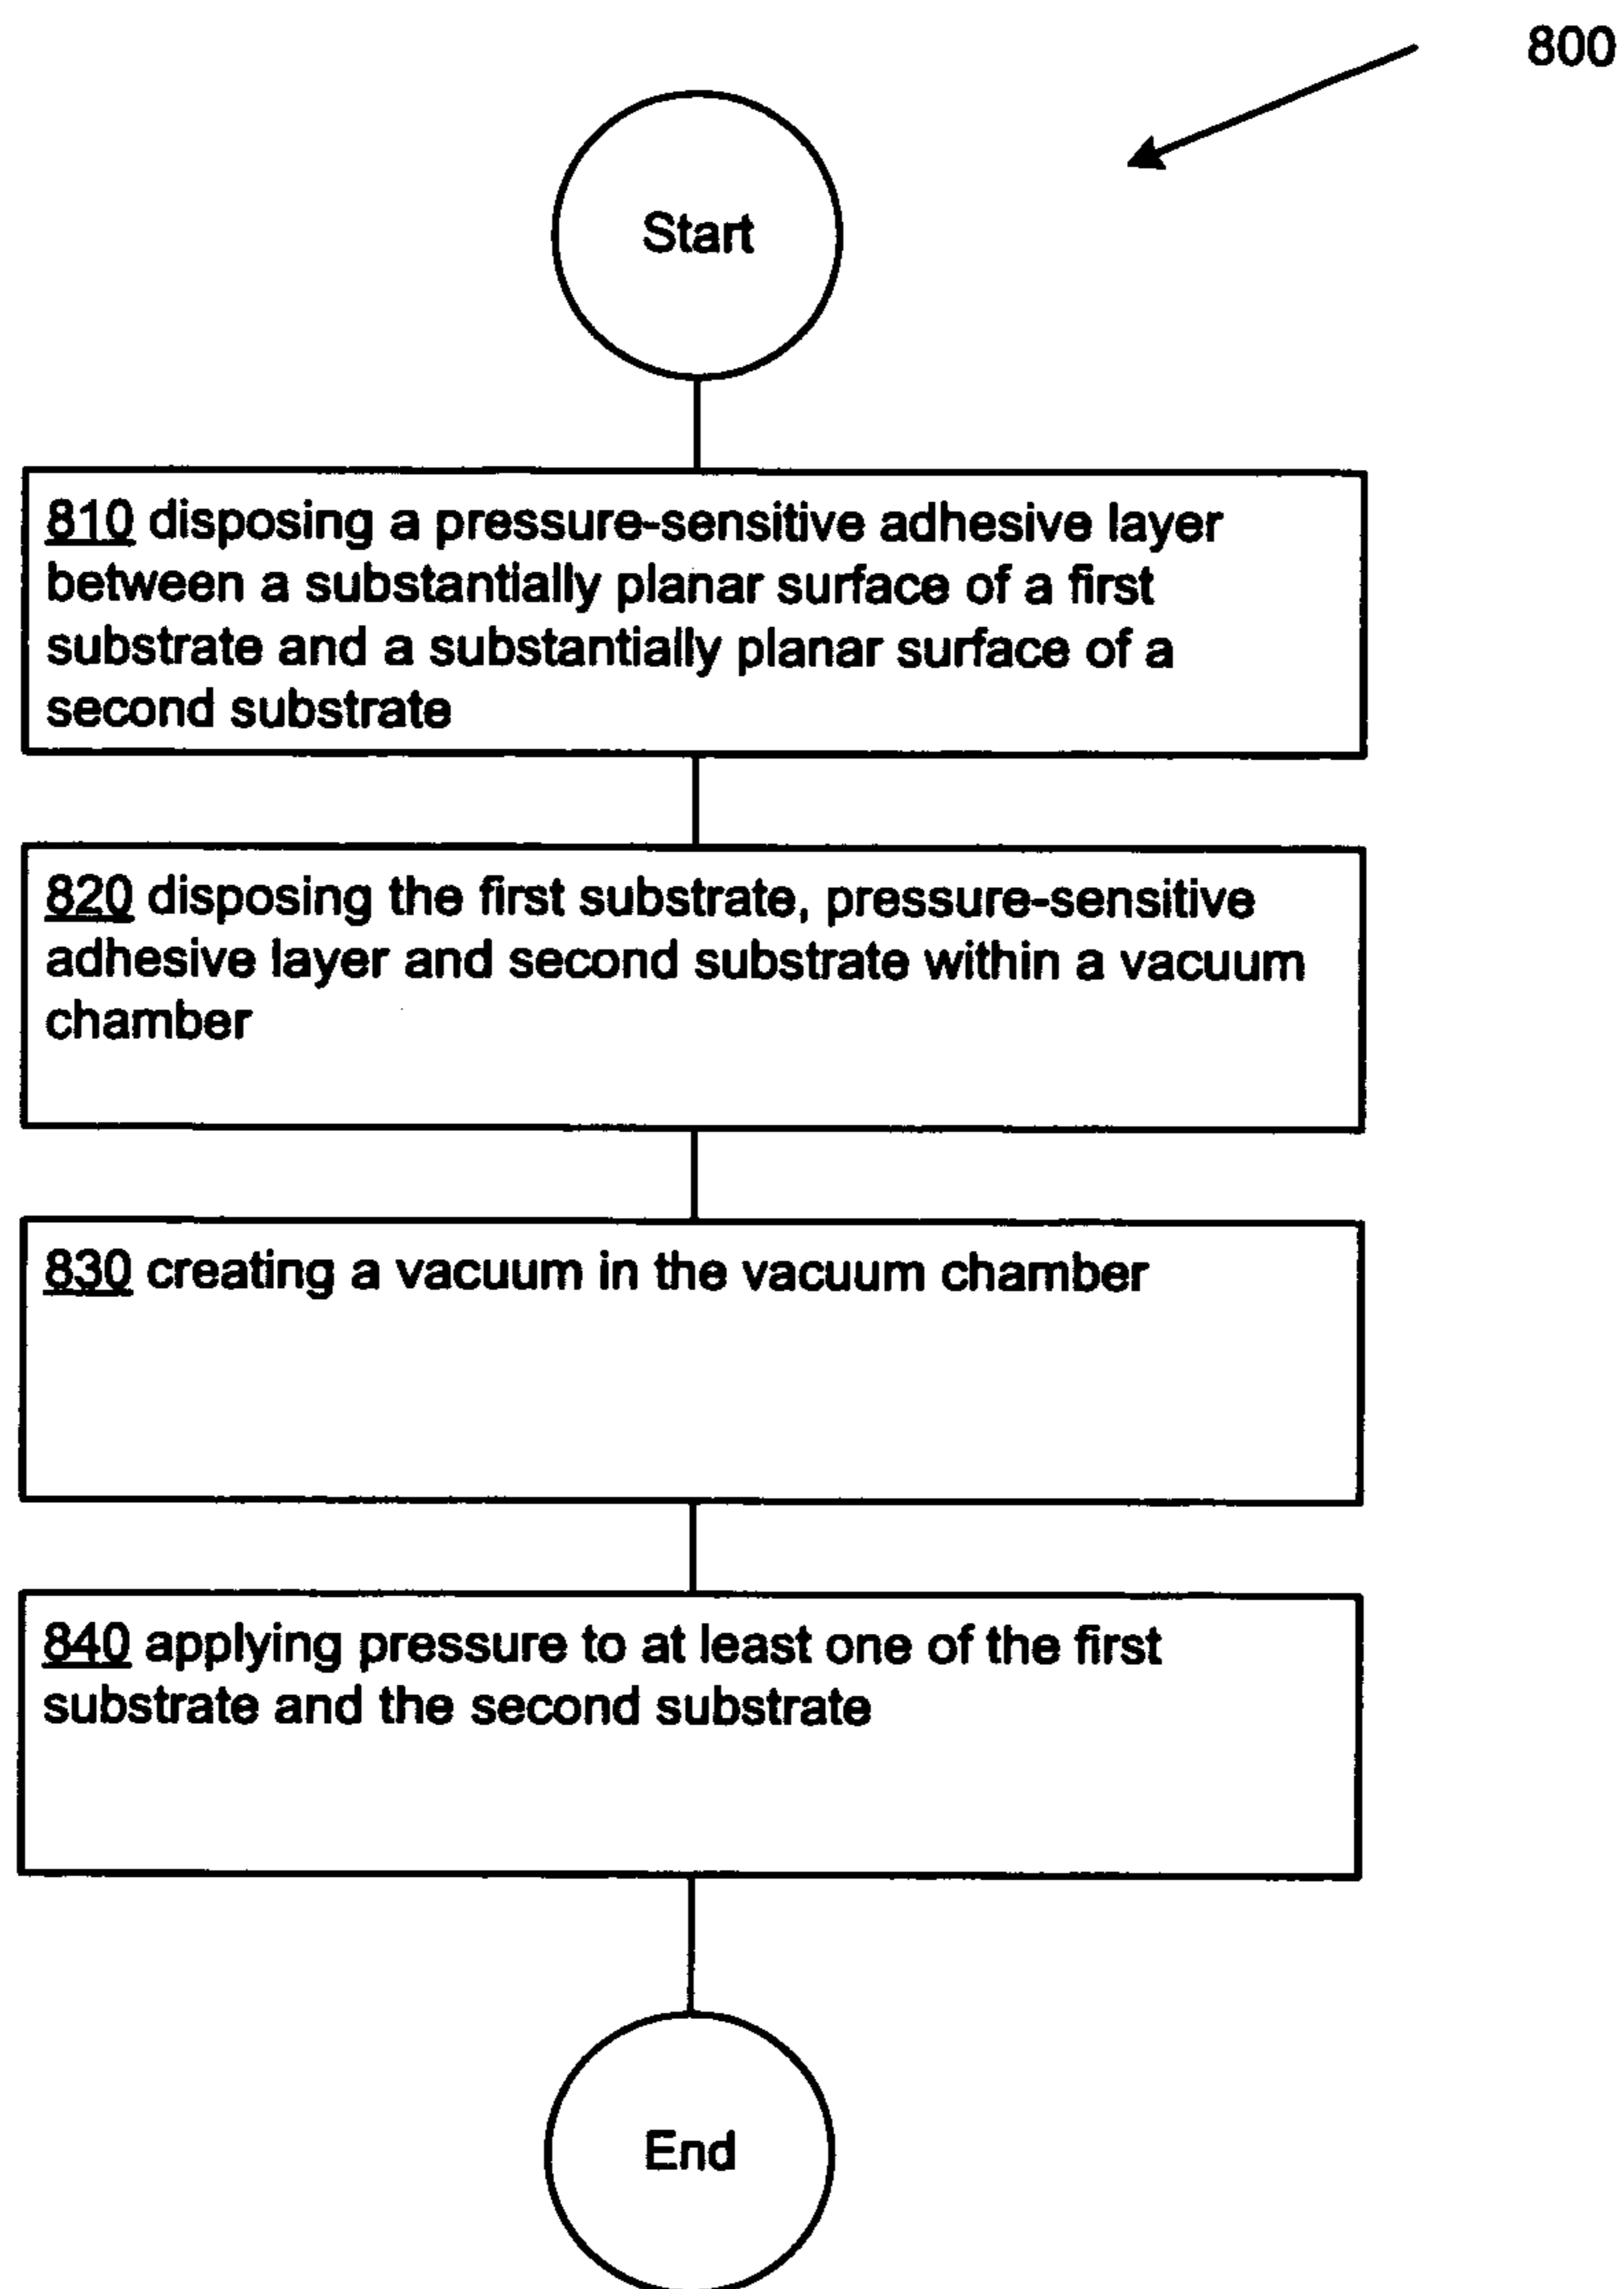 800
Start
810 disposing a pressure-sensitive adhesive layer
between a substantially planar surface of a first
substrate and a substantially planar surface of a
second substrate
820 disposing the first substrate, pressure-sensitive
adhesive layer and second substrate within a vacuum
chamber
830 creating a vacuum in the vacuum chamber
840 applying pressure to at least one of the first
substrate and the second substrate
End